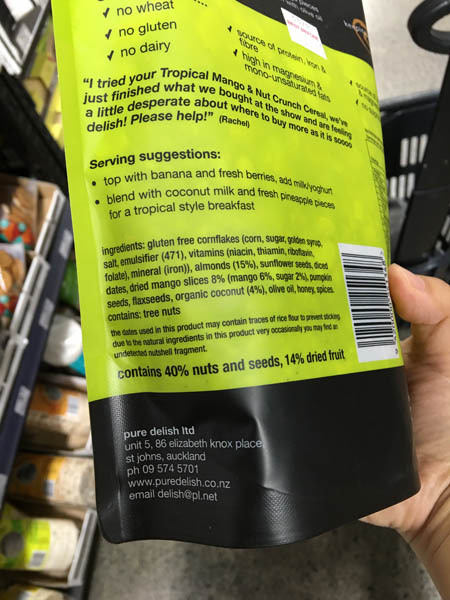 ✓ no wheat
✓ no gluten
✓ no dairy
pieces
with olive oil
✓ source of protein, iron &
fibre
✓ high in magnesium &
mono-unsaturated fats
“I tried your Tropical Mango & Nut Crunch Cereal, we've
just finished what we bought at the show and are feeling
a little desperate about where to buy more as it is soooo
delish! Please help!” (Rachel)
Serving suggestions:
• top with banana and fresh berries, add milk/yoghurt
• blend with coconut milk and fresh pineapple pieces
for a tropical style breakfast
ingredients: gluten free cornflakes (corn, sugar, golden syrup,
salt, emulsifier (471), vitamins (niacin, thiamin, riboflavin,
folate), mineral (iron)), almonds (15%), sunflower seeds, diced
dates, dried mango slices 8% (mango 6%, sugar 2%), pumpkin
seeds, flaxseeds, organic coconut (4%), olive oil, honey, spices.
contains: tree nuts
the dates used in this product may contain traces of rice flour to prevent sticking
due to the natural ingredients in this product very occasionally you may find an
undetected nutshell fragment.
contains 40% nuts and seeds, 14% dried fruit
pure delish ltd
unit 5, 86 elizabeth knox place
st johns, auckland
ph 09 574 5701
www.puredelish.co.nz
email delish@pl.net